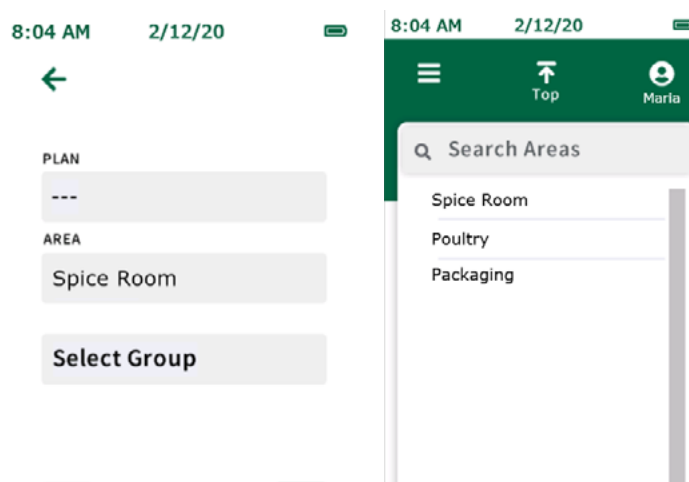 8:04 AM 2/12/20
PLAN
---
AREA
Spice Room
Select Group
8:04 AM 2/12/20
Top
Marla
Search Areas
Spice Room
Poultry
Packaging